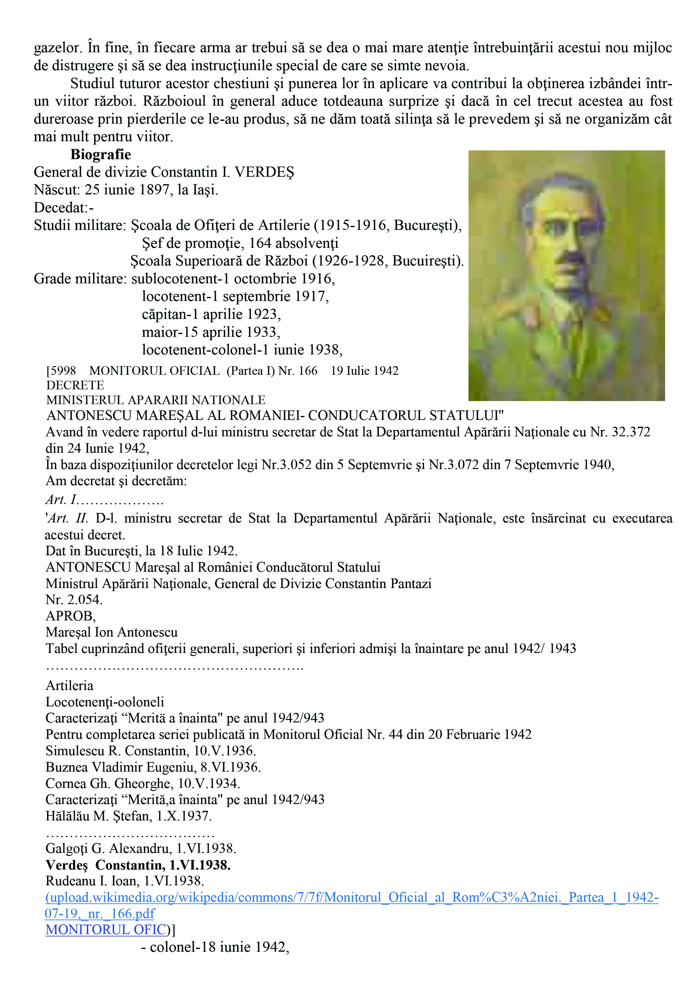 gazelor. În fine, în fiecare arma ar trebui să se dea o mai mare atenţie întrebuinţării acestui nou mijloc
de distrugere şi să se dea instrucţiunile special de care se simte nevoia.
Studiul tuturor acestor chestiuni şi punerea lor în aplicare va contribui la obţinerea izbândei într-
un viitor război. Războioul în general aduce totdeauna surprize şi dacă în cel trecut acestea au fost
dureroase prin pierderile ce le-au produs, să ne dăm toată silinţa să le prevedem şi să ne organizăm cât
mai mult pentru viitor.
Biografie
General de divizie Constantin I. VERDEŞ
Născut: 25 iunie 1897, la Iaşi.
Decedat:-
Studii militare: Şcoala de Ofiţeri de Artilerie (1915-1916, Bucureşti),
Şef de promoţie, 164 absolvenţi
Şcoala Superioară de Război (1926-1928, Bucuireşti).
Grade militare: sublocotenent-1 octombrie 1916,
locotenent-1 septembrie 1917,
căpitan-1 aprilie 1923,
maior-15 aprilie 1933,
locotenent-colonel-1 iunie 1938,
[5998 MONITORUL OFICIAL (Partea I) Nr. 166 19 Iulie 1942
DECRETE
MINISTERUL APARARII NATIONALE
ANTONESCU MAREŞAL AL ROMANIEI- CONDUCATORUL STATULUI"
Avand în vedere raportul d-lui ministru secretar de Stat la Departamentul Apărării Naţionale cu Nr. 32.372
din 24 Iunie 1942,
În baza dispoziţiunilor decretelor legi Nr.3.052 din 5 Septemvrie şi Nr.3.072 din 7 Septemvrie 1940,
Am decretat şi decretăm:
Art. I……………….
'Art. II. D-l. ministru secretar de Stat la Departamentul Apărării Naţionale, este însărcinat cu executarea
acestui decret.
Dat în Bucureşti, la 18 Iulie 1942.
ANTONESCU Mareşal al României Conducătorul Statului
Ministrul Apărării Naţionale, General de Divizie Constantin Pantazi
Nr. 2.054.
APROB,
Mareşal Ion Antonescu
Tabel cuprinzând ofiţerii generali, superiori şi inferiori admişi la înaintare pe anul 1942/ 1943
……………………………………………….
Artileria
Locotenenţi-ooloneli
Caracterizaţi “Merită a înainta" pe anul 1942/943
Pentru completarea seriei publicată in Monitorul Oficial Nr. 44 din 20 Februarie 1942
Simulescu R. Constantin, 10.V.1936.
Buznea Vladimir Eugeniu, 8.VI.1936.
Cornea Gh. Gheorghe, 10.V.1934.
Caracterizaţi “Merită,a înainta" pe anul 1942/943
Hălălău M. Ştefan, 1.X.1937.
………………………………
Galgoţi G. Alexandru, 1.VI.1938.
Verdeş Constantin, 1.VI.1938.
Rudeanu I. Ioan, 1.VI.1938.
(upload.wikimedia.org/wikipedia/commons/7/7f/Monitorul_Oficial_al_Rom%C3%A2niei._Partea_1_1942-
07-19,_nr._166.pdf
MONITORUL OFIC)]
- colonel-18 iunie 1942,